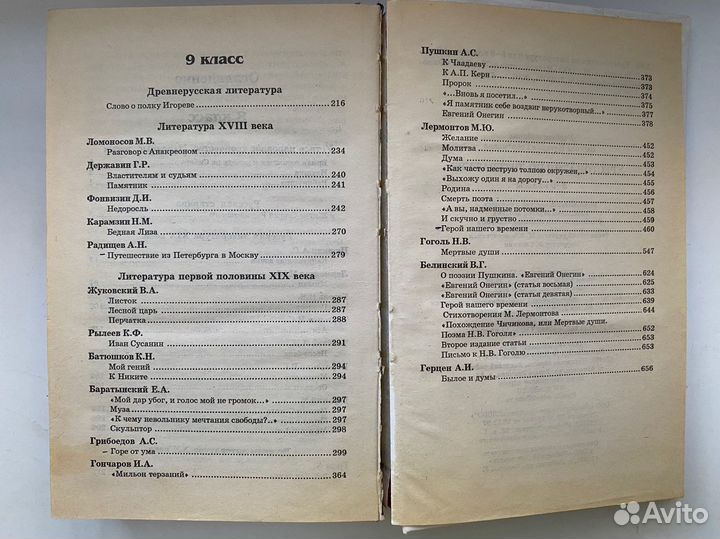 9 класс
Древнерусская литература
Слово о полку Игореве 216
Литература XVIII века
Ломоносов М.В.
Разговор с Анакреоном 234
Державин Г.Р.
Властителям и судьям 240
Памятник 241
Фонвизин Д.И.
Недоросль 242
Карамзин Н.М.
Бедная Лиза 270
Радищев А.Н.
Путешествие из Петербурга в Москву 279
Литература первой половины XIX века
Жуковский В.А.
Листок 287
Лесной царь 287
Перчатка 288
Рылеев К.Ф.
Иван Сусанин 291
Батюшков К.Н.
Мой гений 294
К Никите 294
Баратынский Е.А.
«Мой дар убог, и голос мой не громок...» 297
Муза 297
«К чему невольнику мечтания свободы?..» 297
Скульптор 298
Грибоедов А.С.
Горе от ума 299
Гончаров И.А.
«Мильон терзаний» 364
Пушкин А.С.
К Чаадаеву 373
К А.П. Керн 373
Пророк 374
«...Вновь я посетил...» 375
«Я памятник себе воздвиг нерукотворный...» 377
Евгений Онегин 378
Лермонтов М.Ю.
Желание 452
Молитва 452
Дума 453
«Как часто пеструю толпою окружен...» 454
«Выхожу один я на дорогу...» 455
Родина 456
Смерть поэта 456
«А вы, надменные потомки...» 458
И скучно и грустно 459
Герой нашего времени 460
Гоголь Н.В.
Мертвые души 547
Белинский В.Г.
О поэзии Пушкина. «Евгений Онегин» 624
«Евгений Онегин» (статья восьмая) 625
«Евгений Онегин» (статья девятая) 633
Герой нашего времени 639
Стихотворения М. Лермонтова 644
«Похождение Чичикова, или Мертвые души.
Поэма Н.В. Гоголя» 652
Второе издание статьи 653
Письмо к Н.В. Гоголю 653
Герцен А.И.
Былое и думы 656
Avito